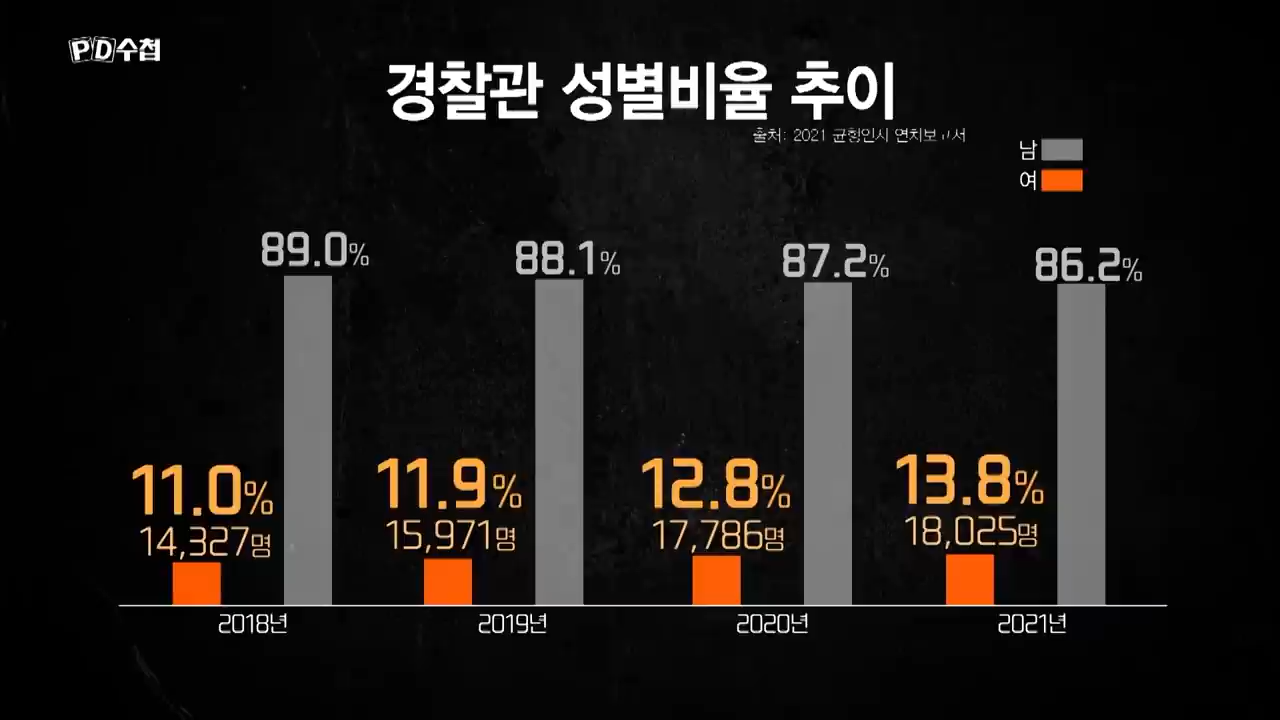 PD수첩
경찰관 성별비율 추이
출처: 2021 균형인사 연차보고서
남
여
89.0% 88.1% 87.2% 86.2%
11.0% 11.9% 12.8% 13.8%
14,327명 15,971명 17,786명 18,025명
2018년 2019년 2020년 2021년